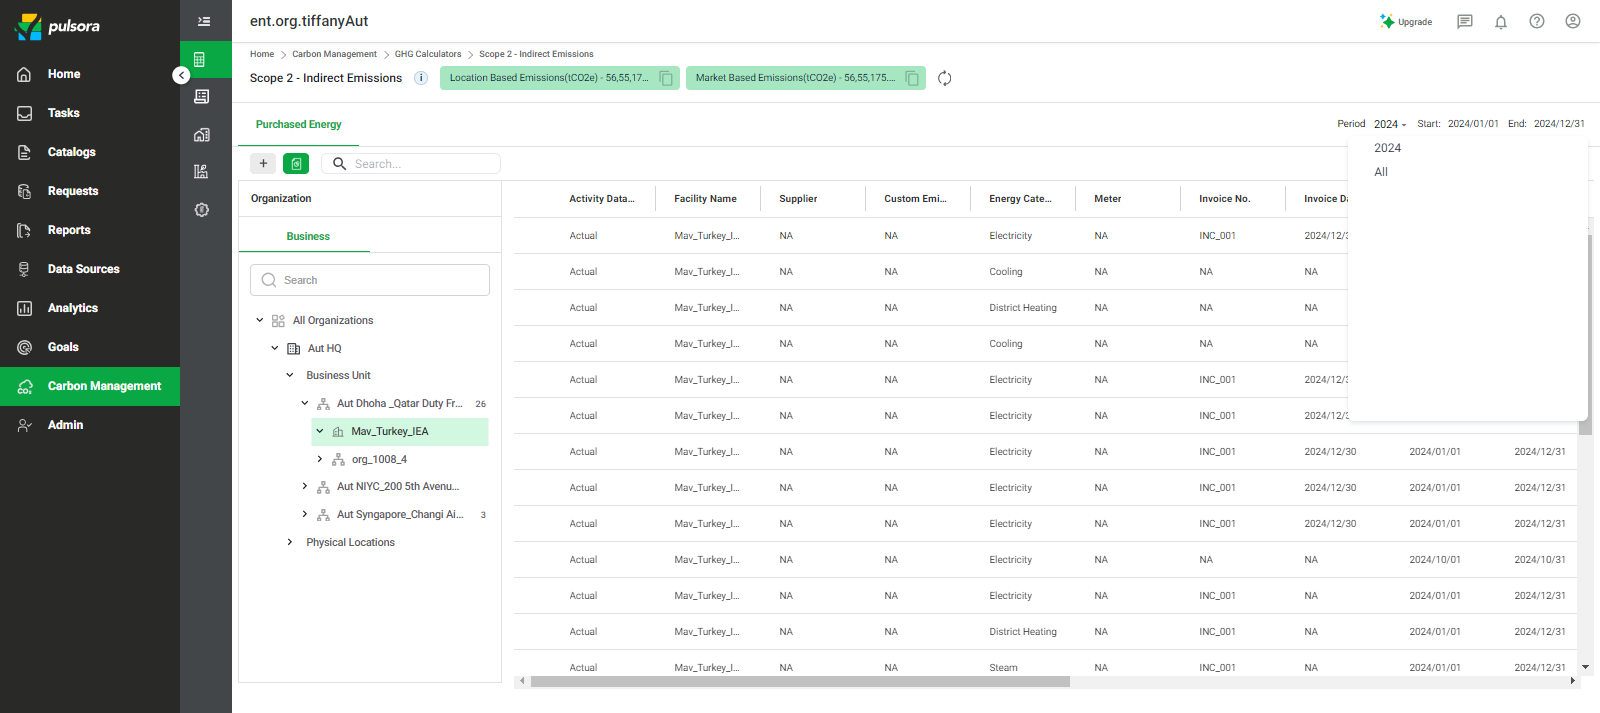 pulsora
Home
Tasks
Catalogs
Requests
Reports
Data Sources
Analytics
Goals
Carbon Management
Admin
ent.org.tiffanyAut
Upgrade
Home > Carbon Management > GHG Calculators > Scope 2 - Indirect Emissions
Scope 2 - Indirect Emissions
Location Based Emissions(tCO2e) - 56,55,17...
Market Based Emissions(tCO2e) - 56,55,175....
Purchased Energy
Period 2024 Start: 2024/01/01 End: 2024/12/31
2024
All
Search...
Organization
Business
Search
All Organizations
Aut HQ
Business Unit
Aut Dhoha _Qatar Duty Fr... 26
Mav_Turkey_IEA
org_1008_4
Aut NIYC_200 5th Avenu...
Aut Syngapore_Changi Ai... 3
Physical Locations
Activity Data... Facility Name Supplier Custom Emi... Energy Cate... Meter Invoice No. Invoice Da
Actual Mav_Turkey_I... NA NA Electricity NA INC_001 2024/12/3
Actual Mav_Turkey_I... NA NA Cooling NA NA NA
Actual Mav_Turkey_I... NA NA District Heating NA NA NA
Actual Mav_Turkey_I... NA NA Cooling NA NA NA
Actual Mav_Turkey_I... NA NA Electricity NA INC_001 2024/12/3
Actual Mav_Turkey_I... NA NA Electricity NA INC_001 2024/12/3
Actual Mav_Turkey_I... NA NA Electricity NA INC_001 2024/12/30 2024/01/01 2024/12/31
Actual Mav_Turkey_I... NA NA Electricity NA INC_001 2024/12/30 2024/01/01 2024/12/31
Actual Mav_Turkey_I... NA NA Electricity NA INC_001 2024/12/30 2024/01/01 2024/12/31
Actual Mav_Turkey_I... NA NA Electricity NA NA NA 2024/10/01 2024/10/31
Actual Mav_Turkey_I... NA NA Electricity NA INC_001 NA 2024/01/01 2024/12/31
Actual Mav_Turkey_I... NA NA District Heating NA INC_001 NA 2024/01/01 2024/12/31
Actual Mav_Turkey_I... NA NA Steam NA INC_001 NA 2024/01/01 2024/12/31